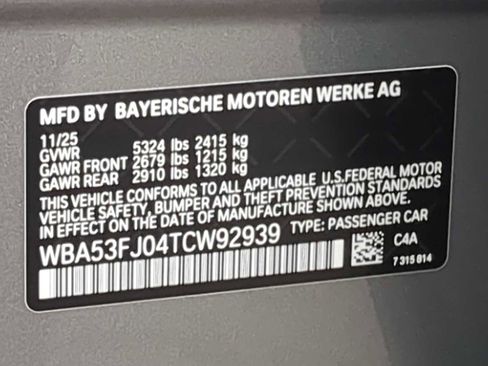 MFD BY BAYERISCHE MOTOREN WERKE AG
11/25
GVWR 5324 lbs 2415 kg
GAWR FRONT 2679 lbs 1215 kg
GAWR REAR 2910 lbs 1320 kg
THIS VEHICLE CONFORMS TO ALL APPLICABLE U.S.FEDERAL MOTOR
VEHICLE SAFETY, BUMPER AND THEFT PREVENTION STANDARDS
IN EFFECT ON THE DATE OF MANUFACTURE SHOWN ABOVE.
WBA53FJ04TCW92939 TYPE: PASSENGER CAR
C4A
7 315 814